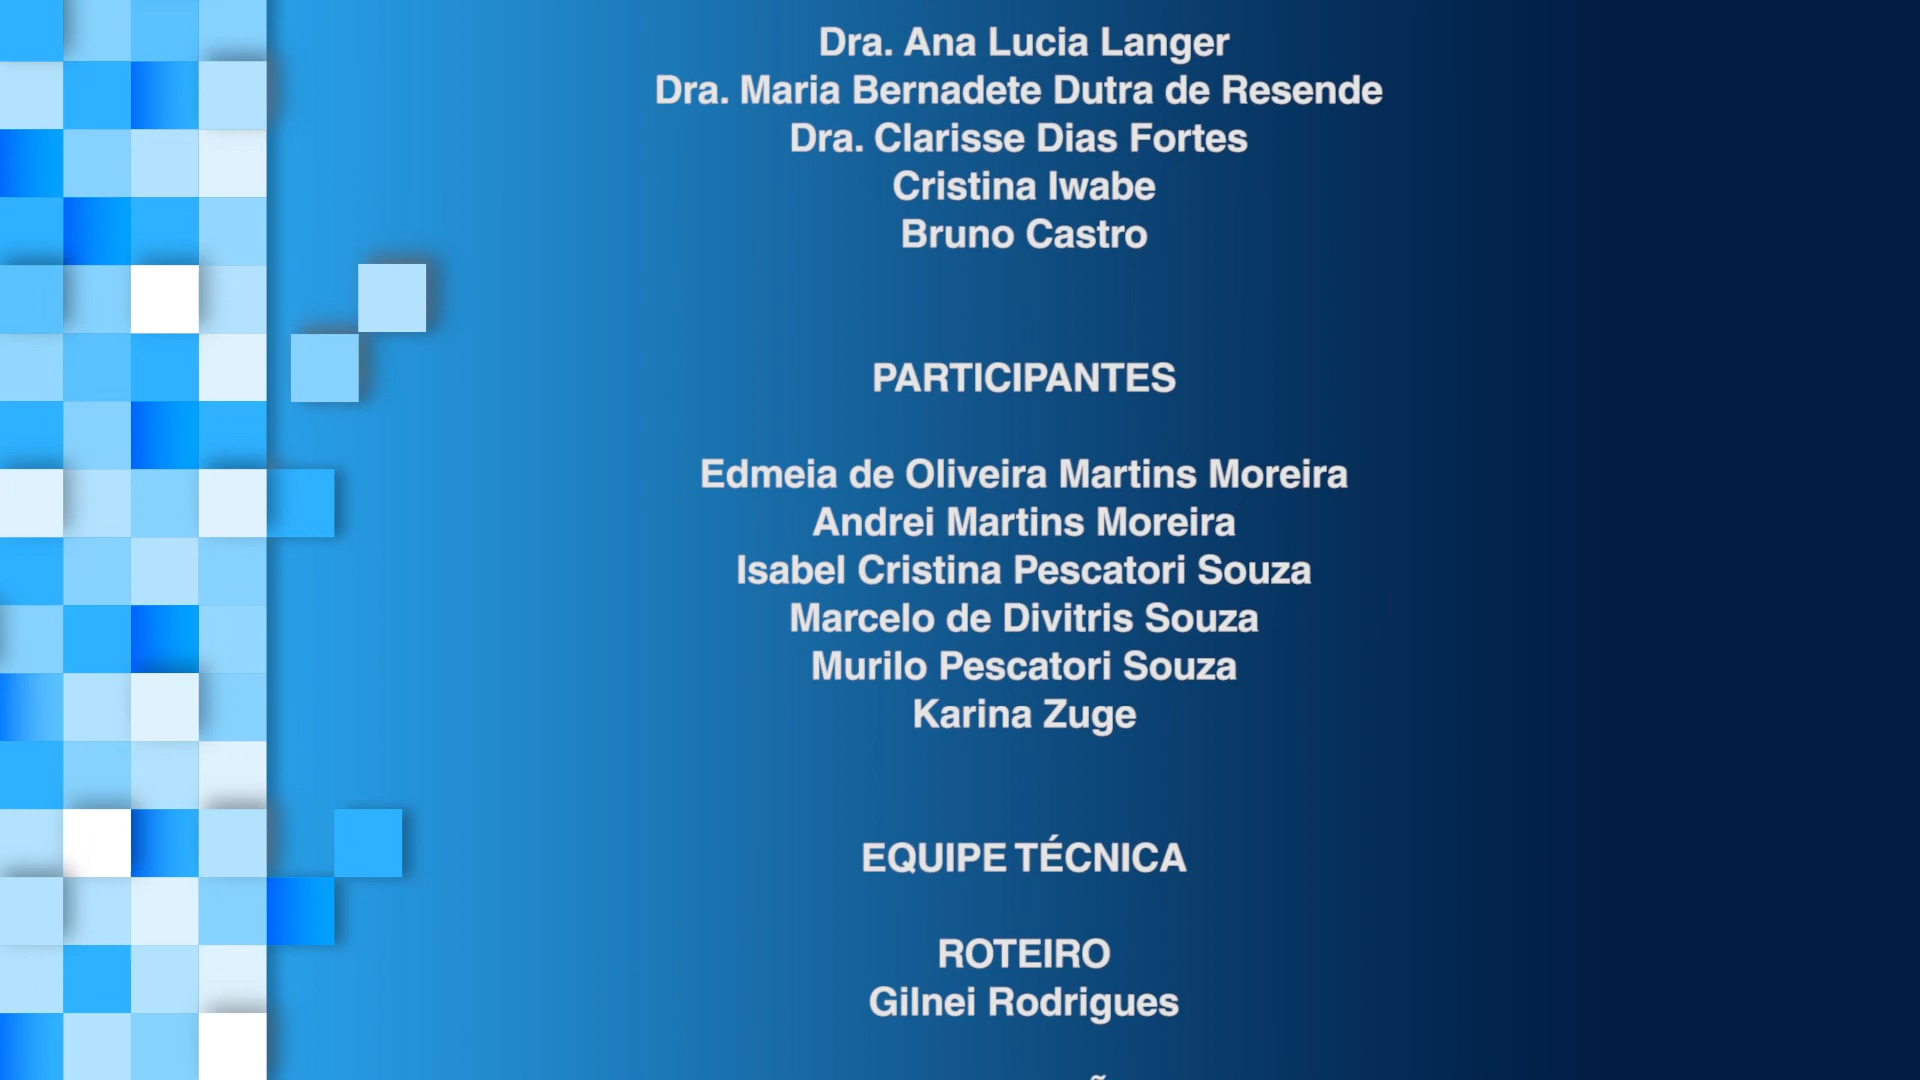 Dra. Ana Lucia Langer
Dra. Maria Bernadete Dutra de Resende
Dra. Clarisse Dias Fortes
Cristina Iwabe
Bruno Castro
PARTICIPANTES
Edmeia de Oliveira Martins Moreira
Andrei Martins Moreira
Isabel Cristina Pescatori Souza
Marcelo de Divitris Souza
Murilo Pescatori Souza
Karina Zuge
EQUIPE TÉCNICA
ROTEIRO
Gilnei Rodrigues